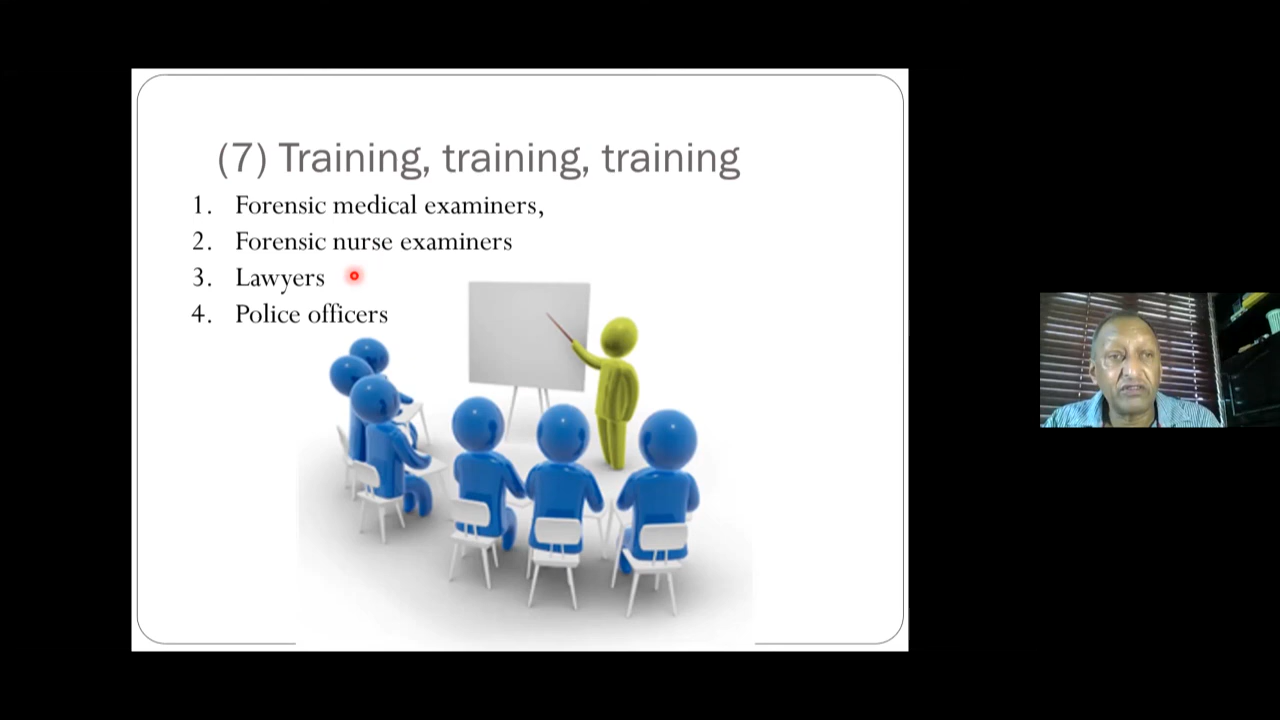 (7) Training, training, training
1. Forensic medical examiners,
2. Forensic nurse examiners
3. Lawyers
4. Police officers